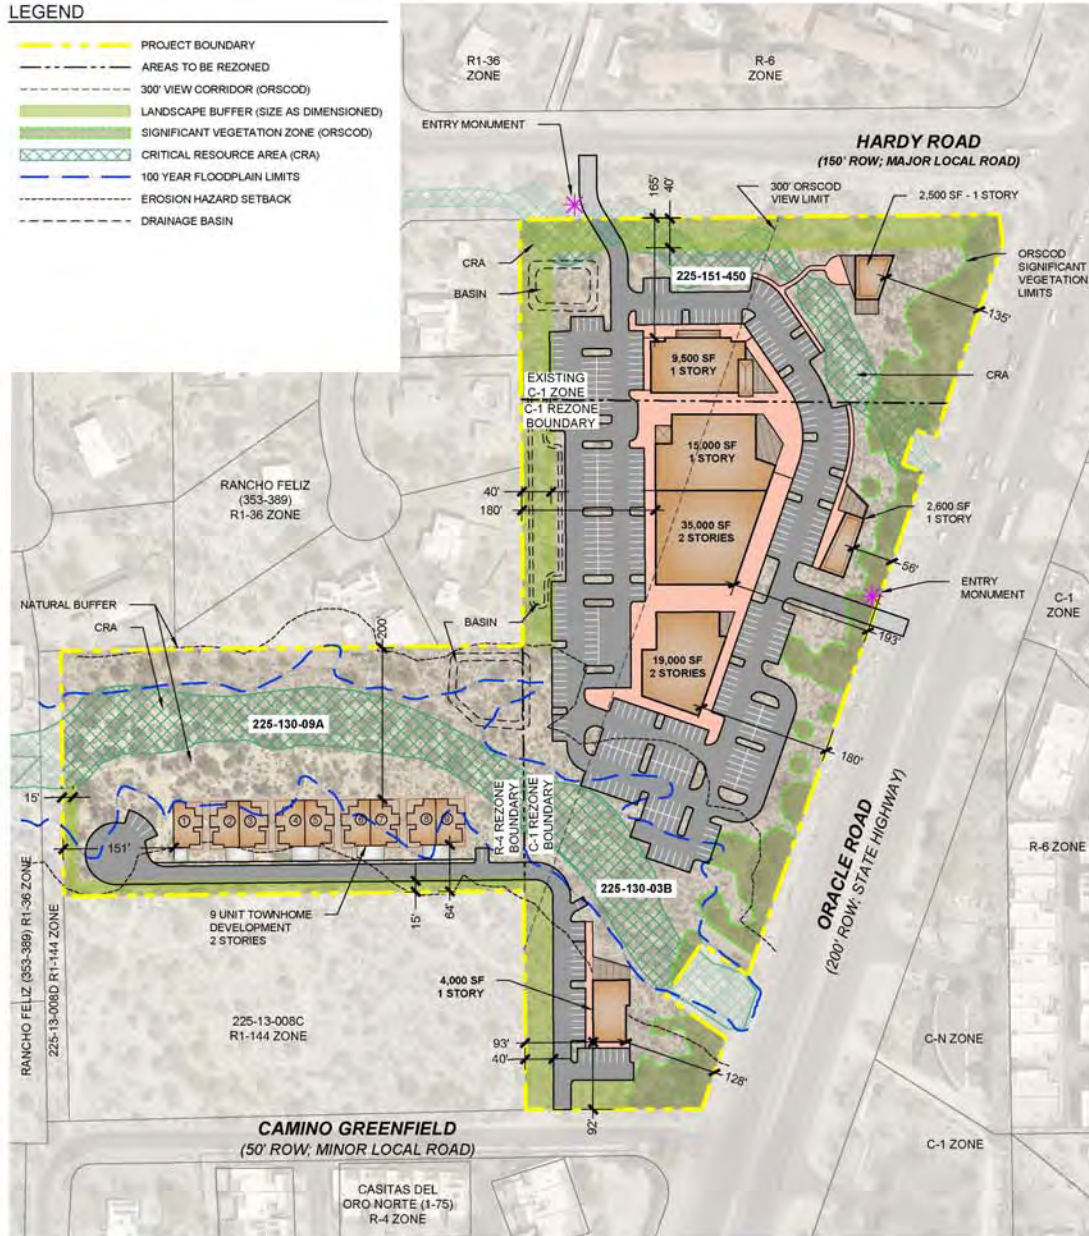 LEGEND
PROJECT BOUNDARY
AREAS TO BE REZONED
300' VIEW CORRIDOR (ORSCOD)
LANDSCAPE BUFFER (SIZE AS DIMENSIONED)
SIGNIFICANT VEGETATION ZONE (ORSCOD)
CRITICAL RESOURCE AREA (CRA)
100 YEAR FLOODPLAIN LIMITS
EROSION HAZARD SETBACK
DRAINAGE BASIN
R1-36
ZONE
R-6
ZONE
ENTRY MONUMENT
HARDY ROAD
(150' ROW; MAJOR LOCAL ROAD)
165'
40'
300' ORSCOD
VIEW LIMIT
2,500 SF - 1 STORY
CRA
BASIN
225-151-450
ORSCOD
SIGNIFICANT
VEGETATION
LIMITS
135'
9,500 SF
1 STORY
CRA
EXISTING
C-1 ZONE
C-1 REZONE
BOUNDARY
15,000 SF
1 STORY
RANCHO FELIZ
(353-389)
R1-36 ZONE
40'
180'
35,000 SF
2 STORIES
2,600 SF
1 STORY
56'
ENTRY
MONUMENT
C-1
ZONE
193'
NATURAL BUFFER
CRA
BASIN
200'
19,000 SF
2 STORIES
225-130-09A
180'
15'
R-4 REZONE
BOUNDARY
C-1 REZONE
BOUNDARY
1
2
3
4
5
6
7
8
9
151'
R-6 ZONE
ORACLE ROAD
(200' ROW: STATE HIGHWAY)
225-130-03B
15'
64'
9 UNIT TOWNHOME
DEVELOPMENT
2 STORIES
RANCHO FELIZ (353-389) R1-36 ZONE
225-13-008D R1-144 ZONE
4,000 SF
1 STORY
225-13-008C
R1-144 ZONE
93'
40'
128'
92'
C-N ZONE
CAMINO GREENFIELD
(50' ROW; MINOR LOCAL ROAD)
C-1 ZONE
CASITAS DEL
ORO NORTE (1-75)
R-4 ZONE